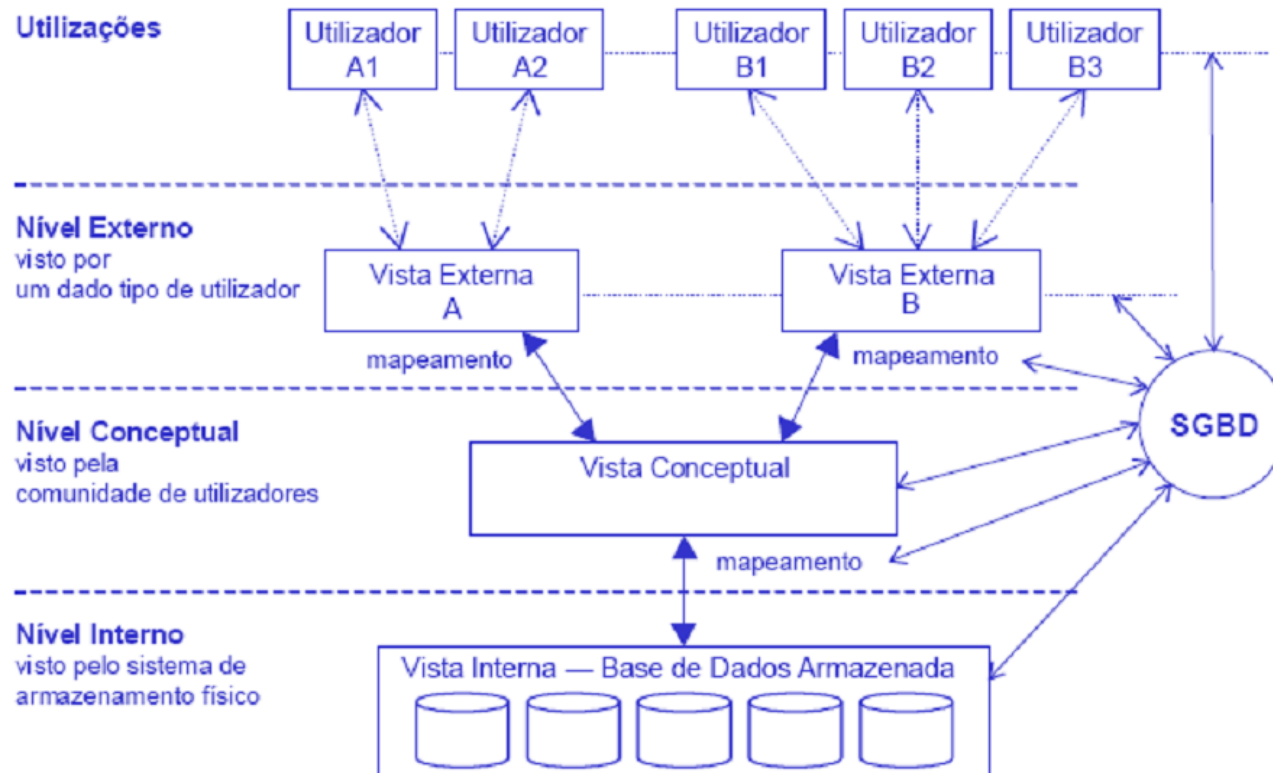 Utilizações
Utilizador
A1
Utilizador
A2
Utilizador
B1
Utilizador
B2
Utilizador
B3
Nível Externo
visto por
um dado tipo de utilizador
Vista Externa
A
Vista Externa
B
mapeamento
mapeamento
Nível Conceptual
visto pela
comunidade de utilizadores
Vista Conceptual
SGBD
mapeamento
Nível Interno
visto pelo sistema de
armazenamento físico
Vista Interna — Base de Dados Armazenada